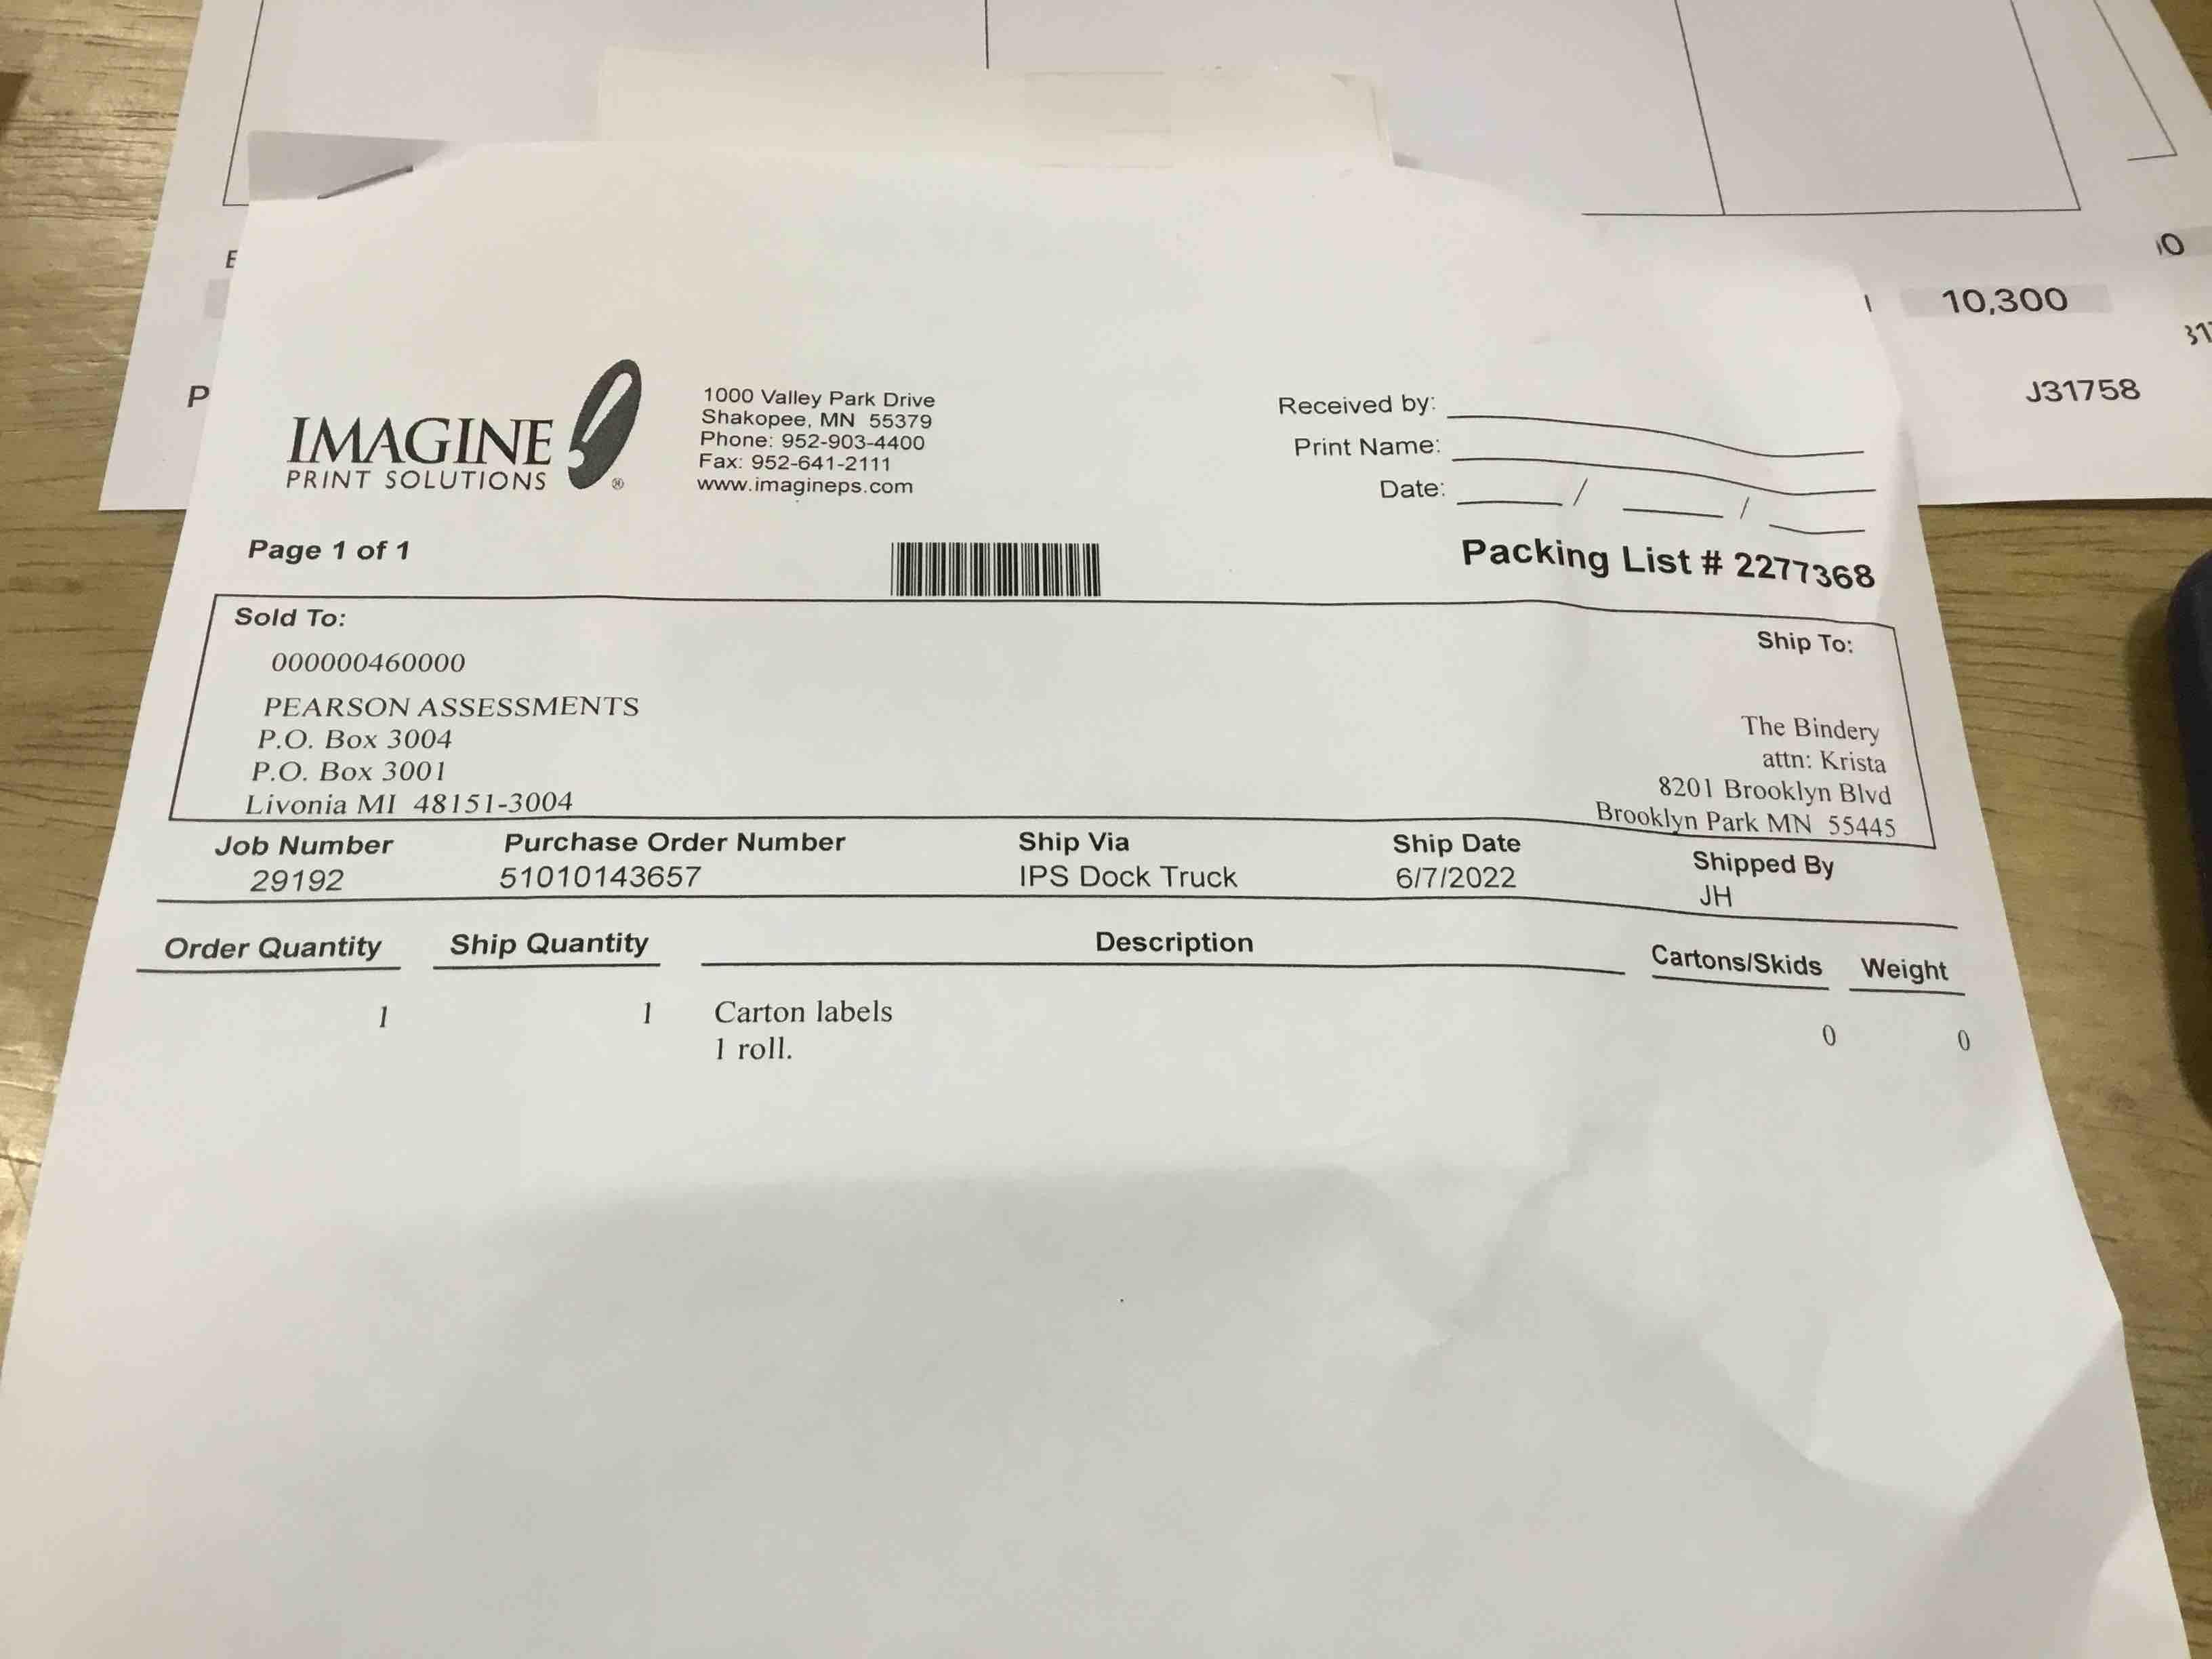 E
P
10
10,300
317
J31758
IMAGINE
PRINT SOLUTIONS ®
1000 Valley Park Drive
Shakopee, MN 55379
Phone: 952-903-4400
Fax: 952-641-2111
www.imagineps.com
Received by:
Print Name:
Date: / /
Page 1 of 1
Packing List # 2277368
Sold To:
000000460000
PEARSON ASSESSMENTS
P.O. Box 3004
P.O. Box 3001
Livonia MI 48151-3004
Ship To:
The Bindery
attn: Krista
8201 Brooklyn Blvd
Brooklyn Park MN 55445
Job Number Purchase Order Number Ship Via Ship Date Shipped By
29192 51010143657 IPS Dock Truck 6/7/2022 JH
Order Quantity Ship Quantity Description Cartons/Skids Weight
1 1 Carton labels 0 0
1 roll.